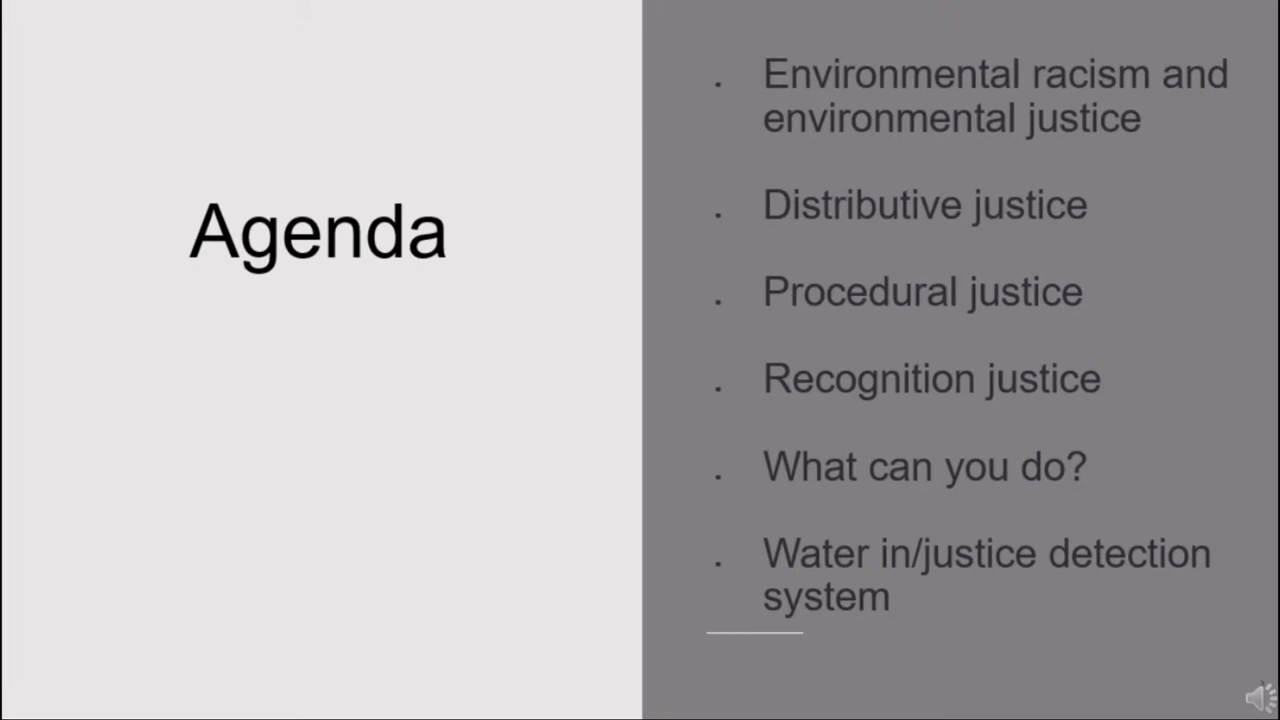 Agenda
. Environmental racism and
environmental justice
. Distributive justice
. Procedural justice
. Recognition justice
. What can you do?
. Water in/justice detection
system